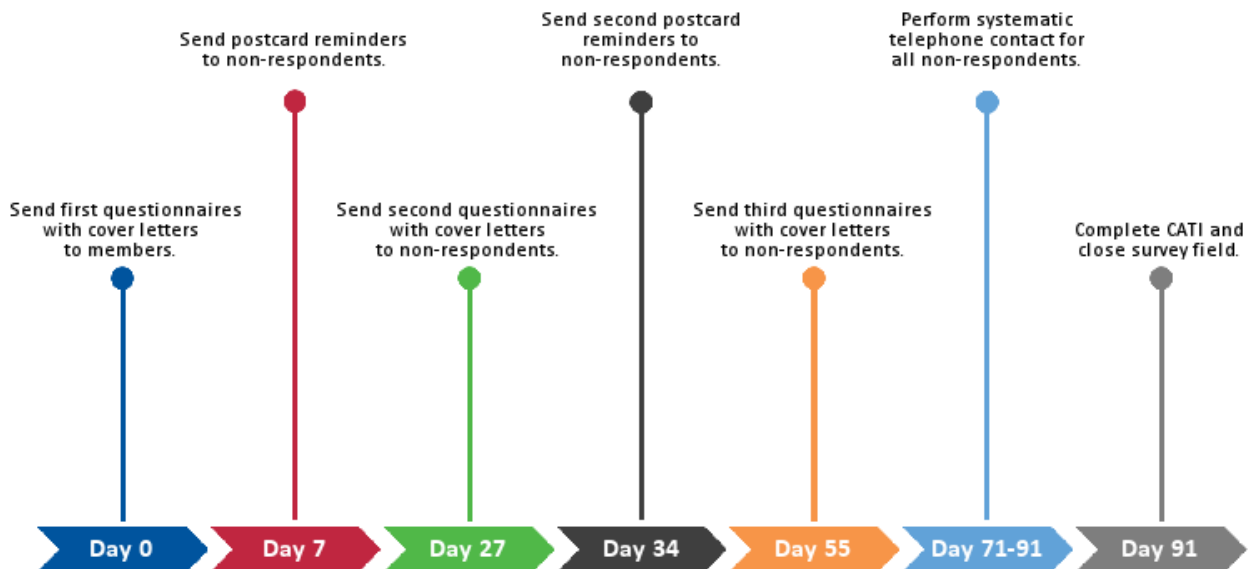 Send first questionnaires
with cover letters
to members.
Send postcard reminders
to non-respondents.
Send second questionnaires
with cover letters
to non-respondents.
Send second postcard
reminders to
non-respondents.
Send third questionnaires
with cover letters
to non-respondents.
Perform systematic
telephone contact for
all non-respondents.
Complete CATI and
close survey field.
Day 0
Day 7
Day 27
Day 34
Day 55
Day 71-91
Day 91